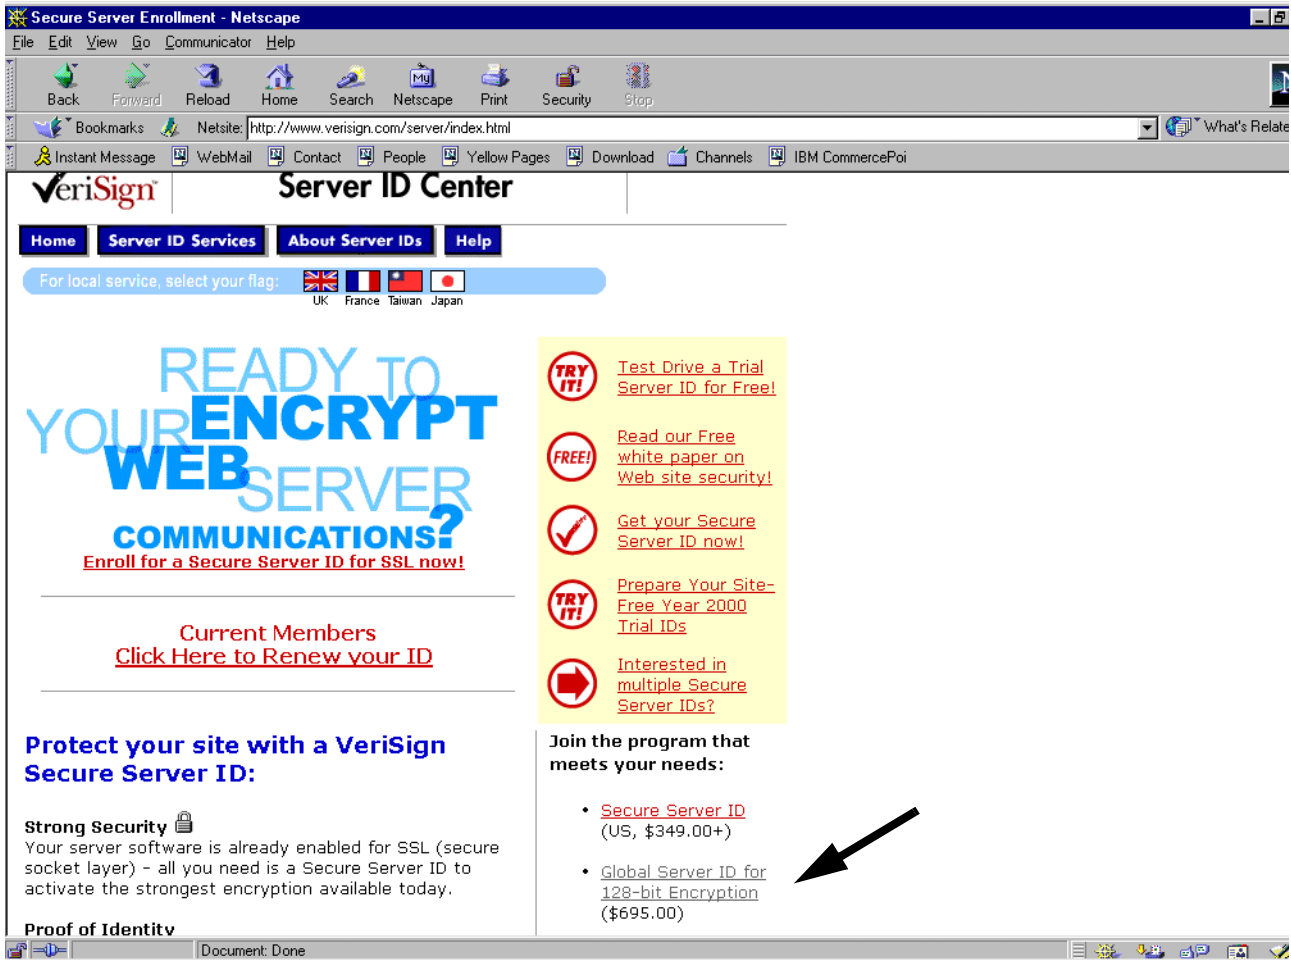 Secure Server Enrollment - Netscape
File Edit View Go Communicator Help
My
Back Forward Reload Home Search Netscape Print Security Stop
Bookmarks Netsite: http://www.verisign.com/server/index.html What's Relate
Instant Message WebMail Contact People Yellow Pages Download Channels IBM CommercePoi
VeriSign Server ID Center
Home Server ID Services About Server IDs Help
For local service, select your flag:
UK France Taiwan Japan
READY TO
YOUR ENCRYPT
WEB SERVER
COMMUNICATIONS?
Enroll for a Secure Server ID for SSL now!
Current Members
Click Here to Renew your ID
TRY IT! Test Drive a Trial
Server ID for Free!
FREE! Read our Free
white paper on
Web site security!
Get your Secure
Server ID now!
TRY IT! Prepare Your Site-
Free Year 2000
Trial IDs
Interested in
multiple Secure
Server IDs?
Protect your site with a VeriSign
Secure Server ID:
Strong Security
Your server software is already enabled for SSL (secure
socket layer) - all you need is a Secure Server ID to
activate the strongest encryption available today.
Proof of Identity
Join the program that
meets your needs:
• Secure Server ID
(US, $349.00+)
• Global Server ID for
128-bit Encryption
($695.00)
Document: Done